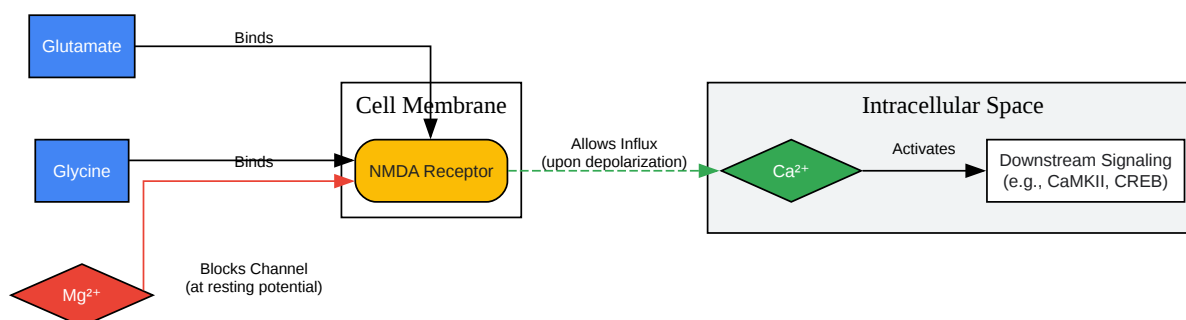 Glutamate
Binds
Cell Membrane
Intracellular Space
Glycine
Binds
NMDA Receptor
Allows Influx
(upon depolarization)
Ca²⁺
Activates
Downstream Signaling
(e.g., CaMKII, CREB)
Mg²⁺
Blocks Channel
(at resting potential)